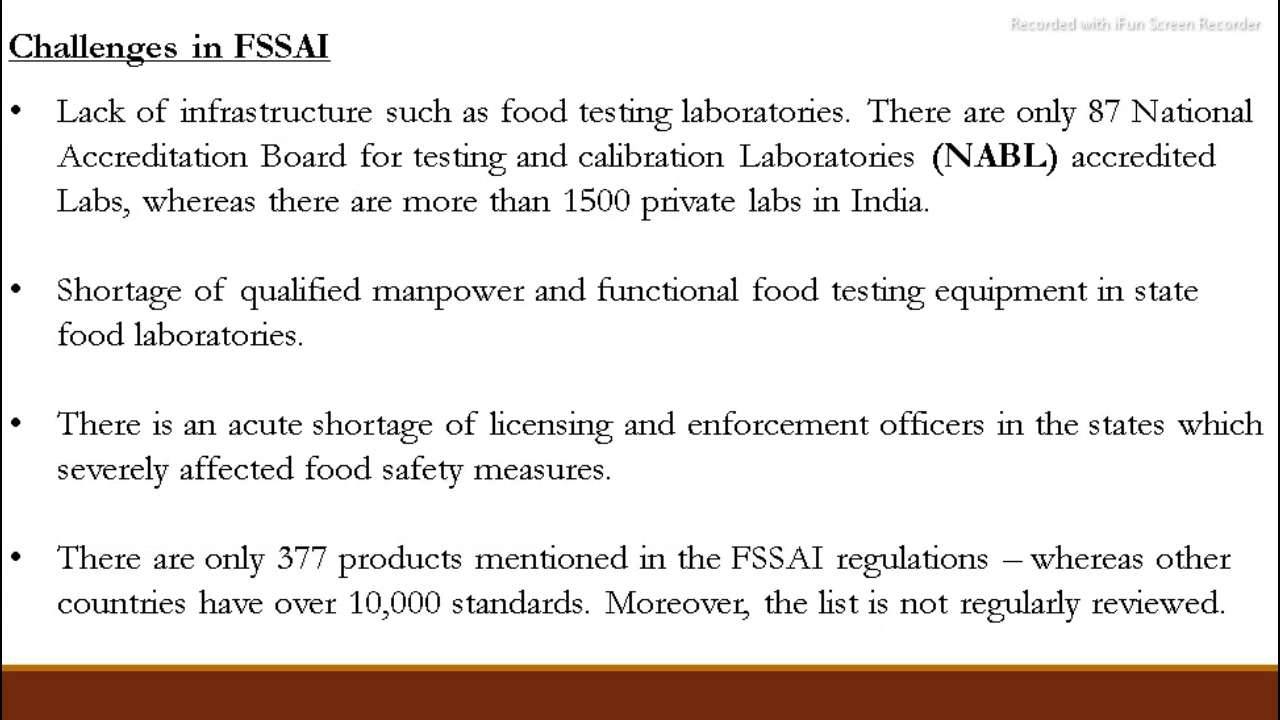 Recorded with iFun Screen Recorder
Challenges in FSSAI
• Lack of infrastructure such as food testing laboratories. There are only 87 National
Accreditation Board for testing and calibration Laboratories (NABL) accredited
Labs, whereas there are more than 1500 private labs in India.
• Shortage of qualified manpower and functional food testing equipment in state
food laboratories.
• There is an acute shortage of licensing and enforcement officers in the states which
severely affected food safety measures.
• There are only 377 products mentioned in the FSSAI regulations – whereas other
countries have over 10,000 standards. Moreover, the list is not regularly reviewed.